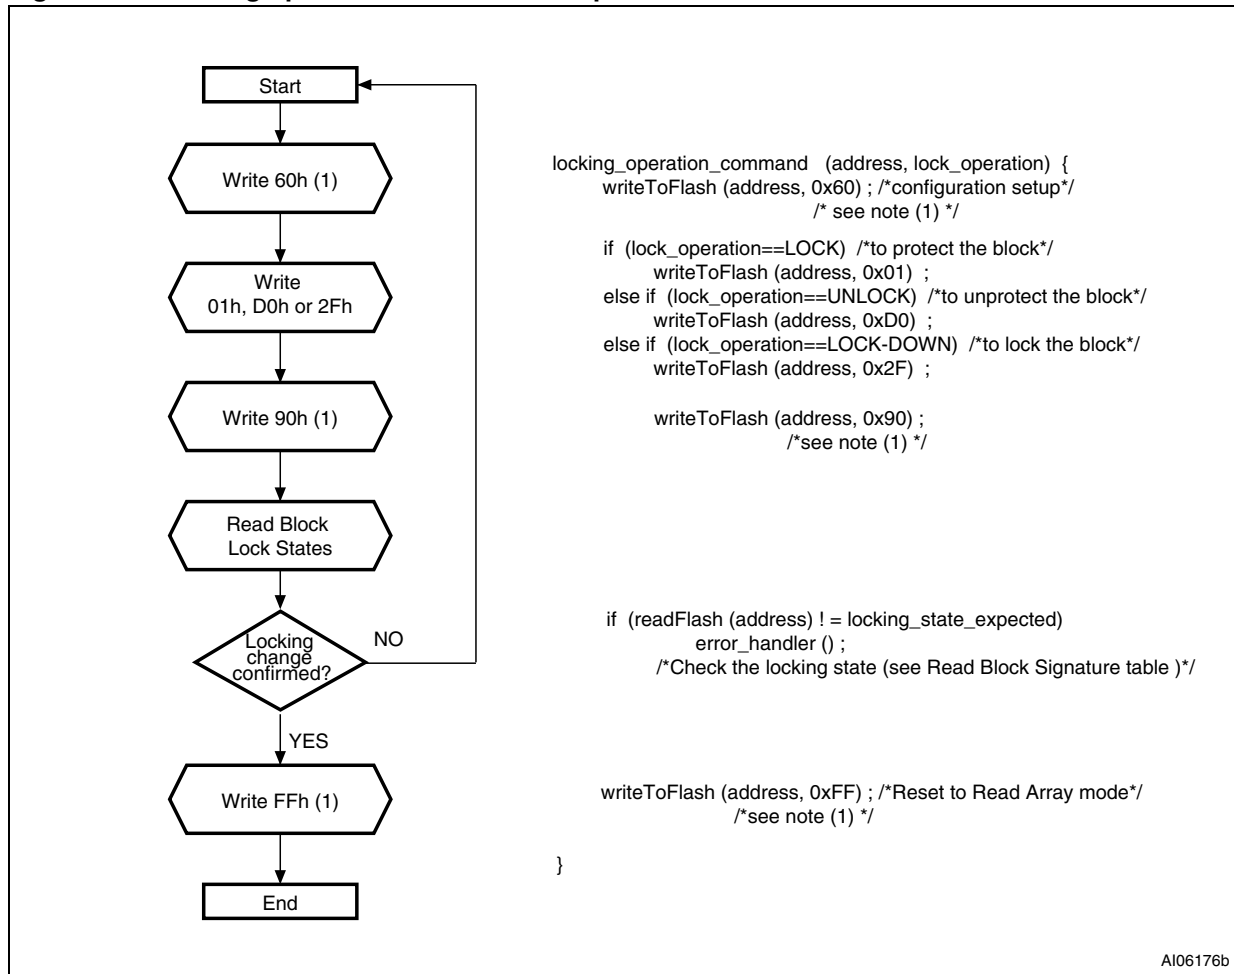 Start
Write 60h (1)
Write
01h, D0h or 2Fh
Write 90h (1)
Read Block
Lock States
Locking
change
confirmed?
NO
YES
Write FFh (1)
End
locking_operation_command (address, lock_operation) {
writeToFlash (address, 0x60) ; /*configuration setup*/
/* see note (1) */
if (lock_operation==LOCK) /*to protect the block*/
writeToFlash (address, 0x01) ;
else if (lock_operation==UNLOCK) /*to unprotect the block*/
writeToFlash (address, 0xD0) ;
else if (lock_operation==LOCK-DOWN) /*to lock the block*/
writeToFlash (address, 0x2F) ;
writeToFlash (address, 0x90) ;
/*see note (1) */
if (readFlash (address) ! = locking_state_expected)
error_handler () ;
/*Check the locking state (see Read Block Signature table )*/
writeToFlash (address, 0xFF) ; /*Reset to Read Array mode*/
/*see note (1) */
}
AI06176b